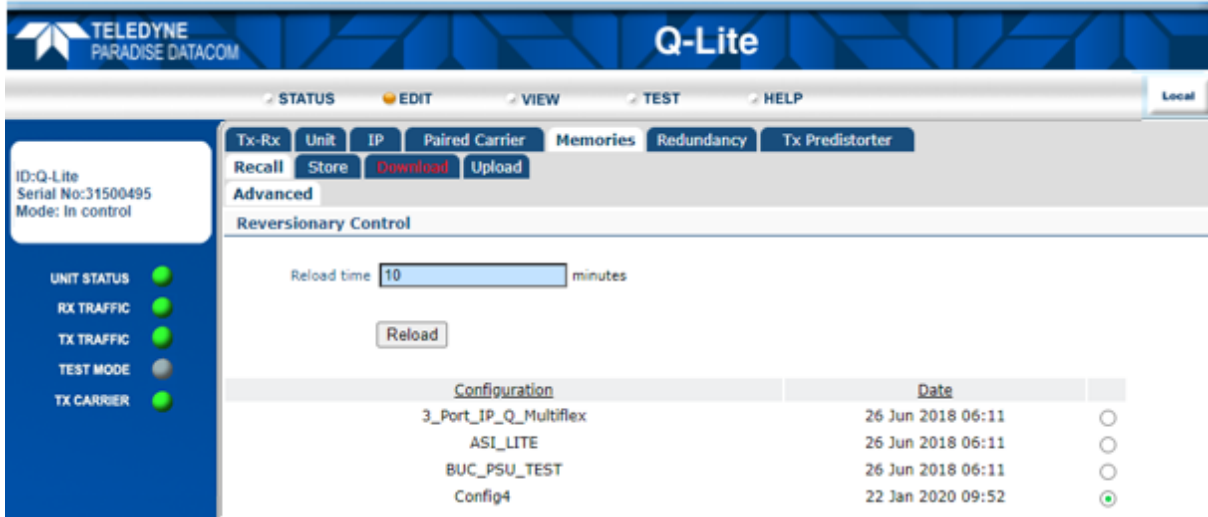 TELEDYNE
PARADISE DATACOM
Q-Lite
STATUS EDIT VIEW TEST HELP
Local
Tx-Rx Unit IP Paired Carrier Memories Redundancy Tx Predistorter
Recall Store Download Upload
Advanced
Reversionary Control
ID:Q-Lite
Serial No:31500495
Mode: In control
UNIT STATUS
RX TRAFFIC
TX TRAFFIC
TEST MODE
TX CARRIER
Reload time 10 minutes
Reload
Configuration Date
3_Port_IP_Q_Multiflex 26 Jun 2018 06:11
ASI_LITE 26 Jun 2018 06:11
BUC_PSU_TEST 26 Jun 2018 06:11
Config4 22 Jan 2020 09:52